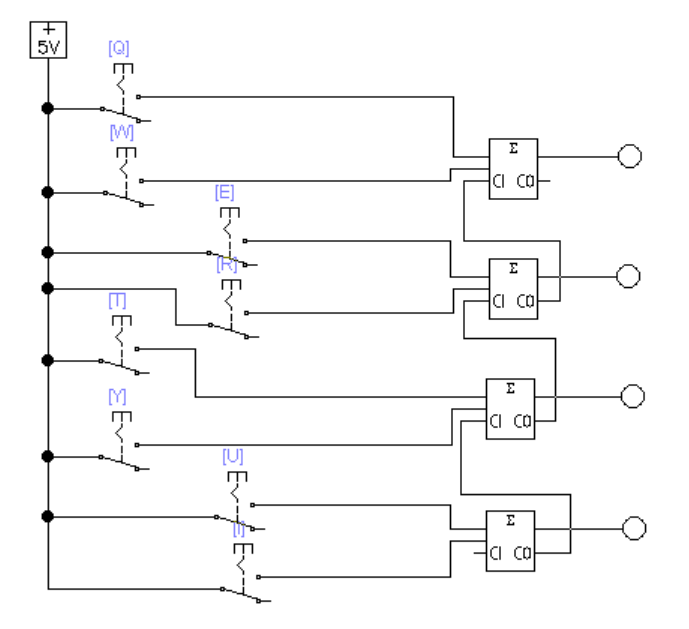 +
5V
[Q]
[W]
Σ
CI CO
[E]
[R]
Σ
CI CO
[T]
[Y]
Σ
CI CO
[U]
[I]
Σ
CI CO